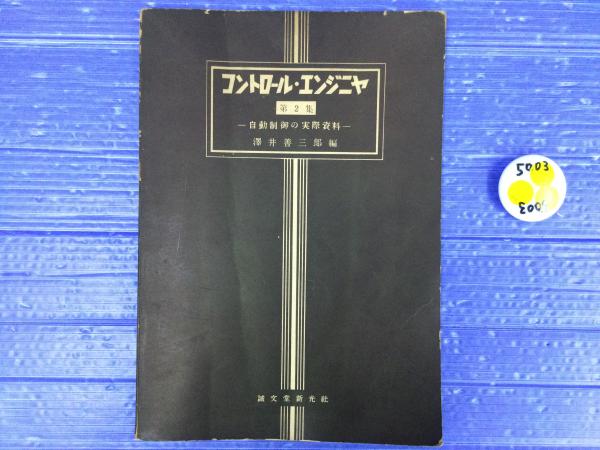 コントロール・エンジニヤ
第2集
―自動制御の実際資料―
澤井善三郎編
誠文堂新光社
5003
5003